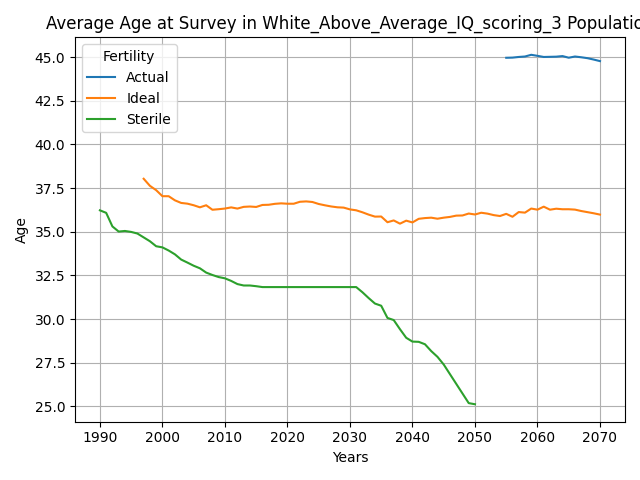 Average Age at Survey in White_Above_Average_IQ_scoring_3 Populatio
Fertility
Actual
Ideal
Sterile
45.0
42.5
40.0
37.5
35.0
32.5
30.0
27.5
25.0
Age
1990 2000 2010 2020 2030 2040 2050 2060 2070
Years